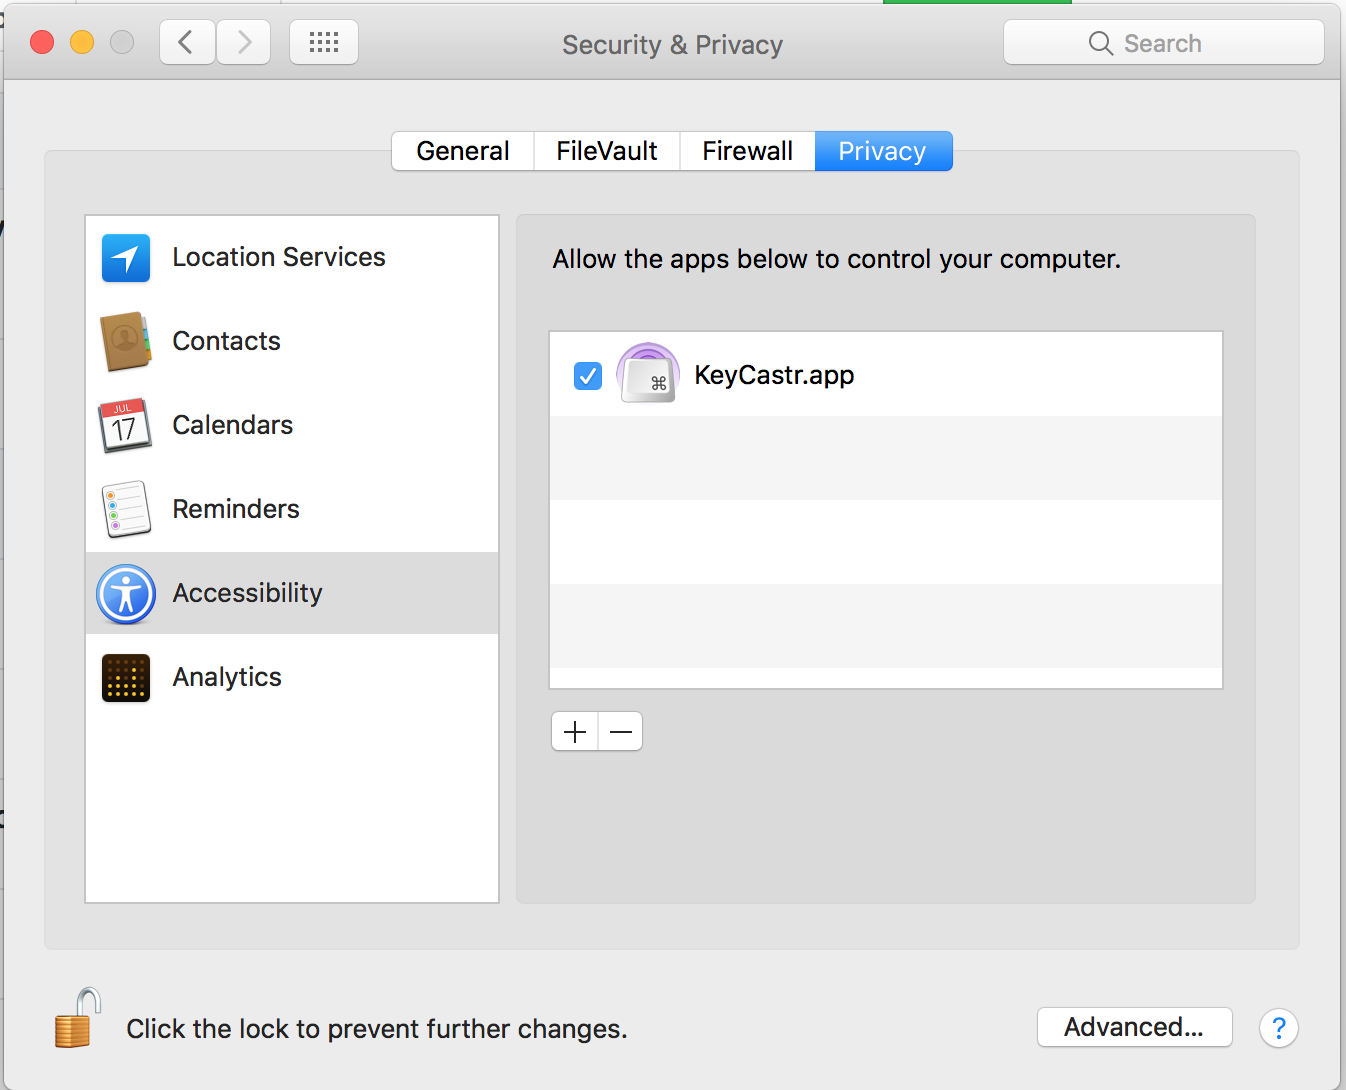 Security & Privacy
Search
General
FileVault
Firewall
Privacy
Location Services
Contacts
JUL
17
Calendars
Reminders
Accessibility
Analytics
Allow the apps below to control your computer.
⌘
KeyCastr.app
Click the lock to prevent further changes.
Advanced...
?